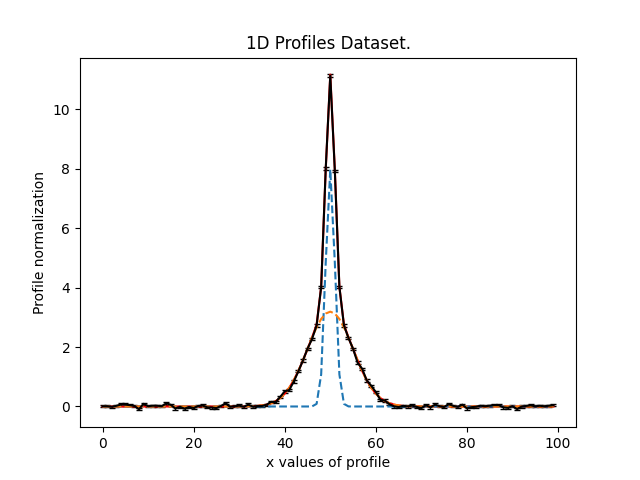 1D Profiles Dataset.
Profile normalization
10
8
6
4
2
0
0 20 40 60 80 100
x values of profile